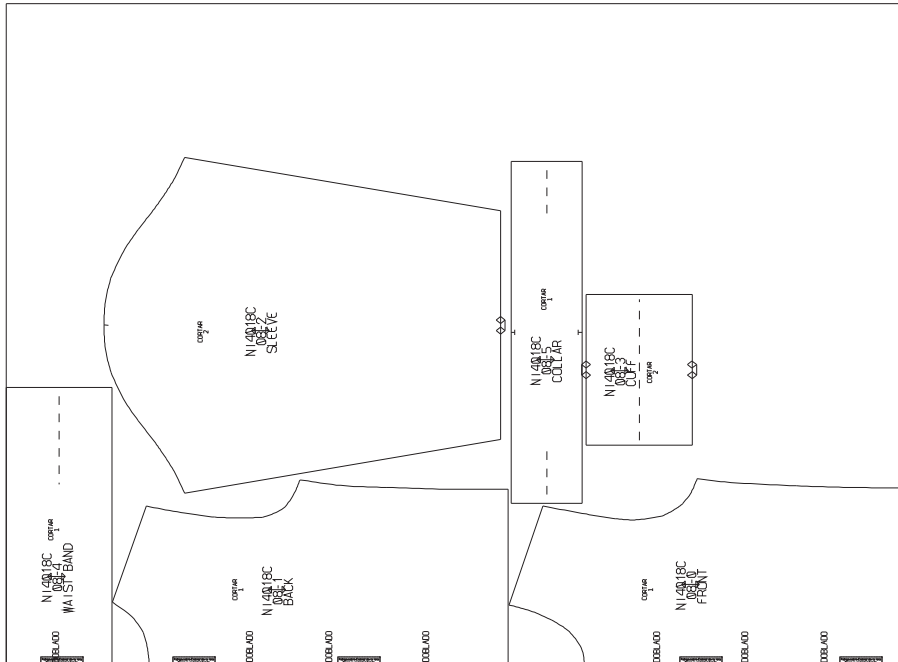 CORTAR
2
NI4018C
08|-2
SLEEVE
CORTAR
1
NI4018C
08|-5
COLLAR
NI4018C
08|-3
CUFF
CORTAR
2
CORTAR
1
NI4018C
08|-4
WAIST BAND
CORTAR
1
NI4018C
08|-1
BACK
CORTAR
1
NI4018C
08|-0
FRONT
DOBLADO
DOBLADO
DOBLADO
DOBLADO
DOBLADO
DOBLADO
DOBLADO